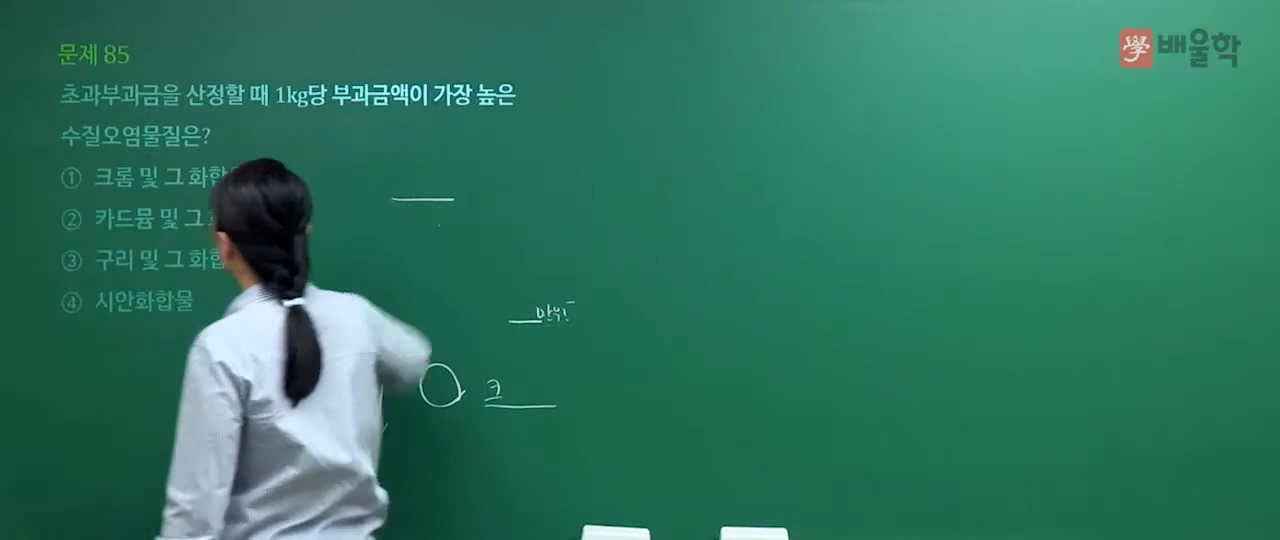 문제 85
초과부과금을 산정할 때 1kg당 부과금액이 가장 높은
수질오염물질은?
① 크롬 및 그 화합
② 카드뮴 및 그
③ 구리 및 그 화합
④ 시안화합물
만원
크
學 배울학